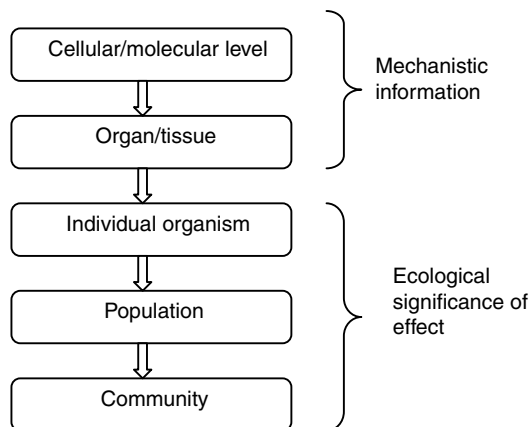 Cellular/molecular level
Organ/tissue
Mechanistic
information
Individual organism
Population
Community
Ecological
significance of
effect